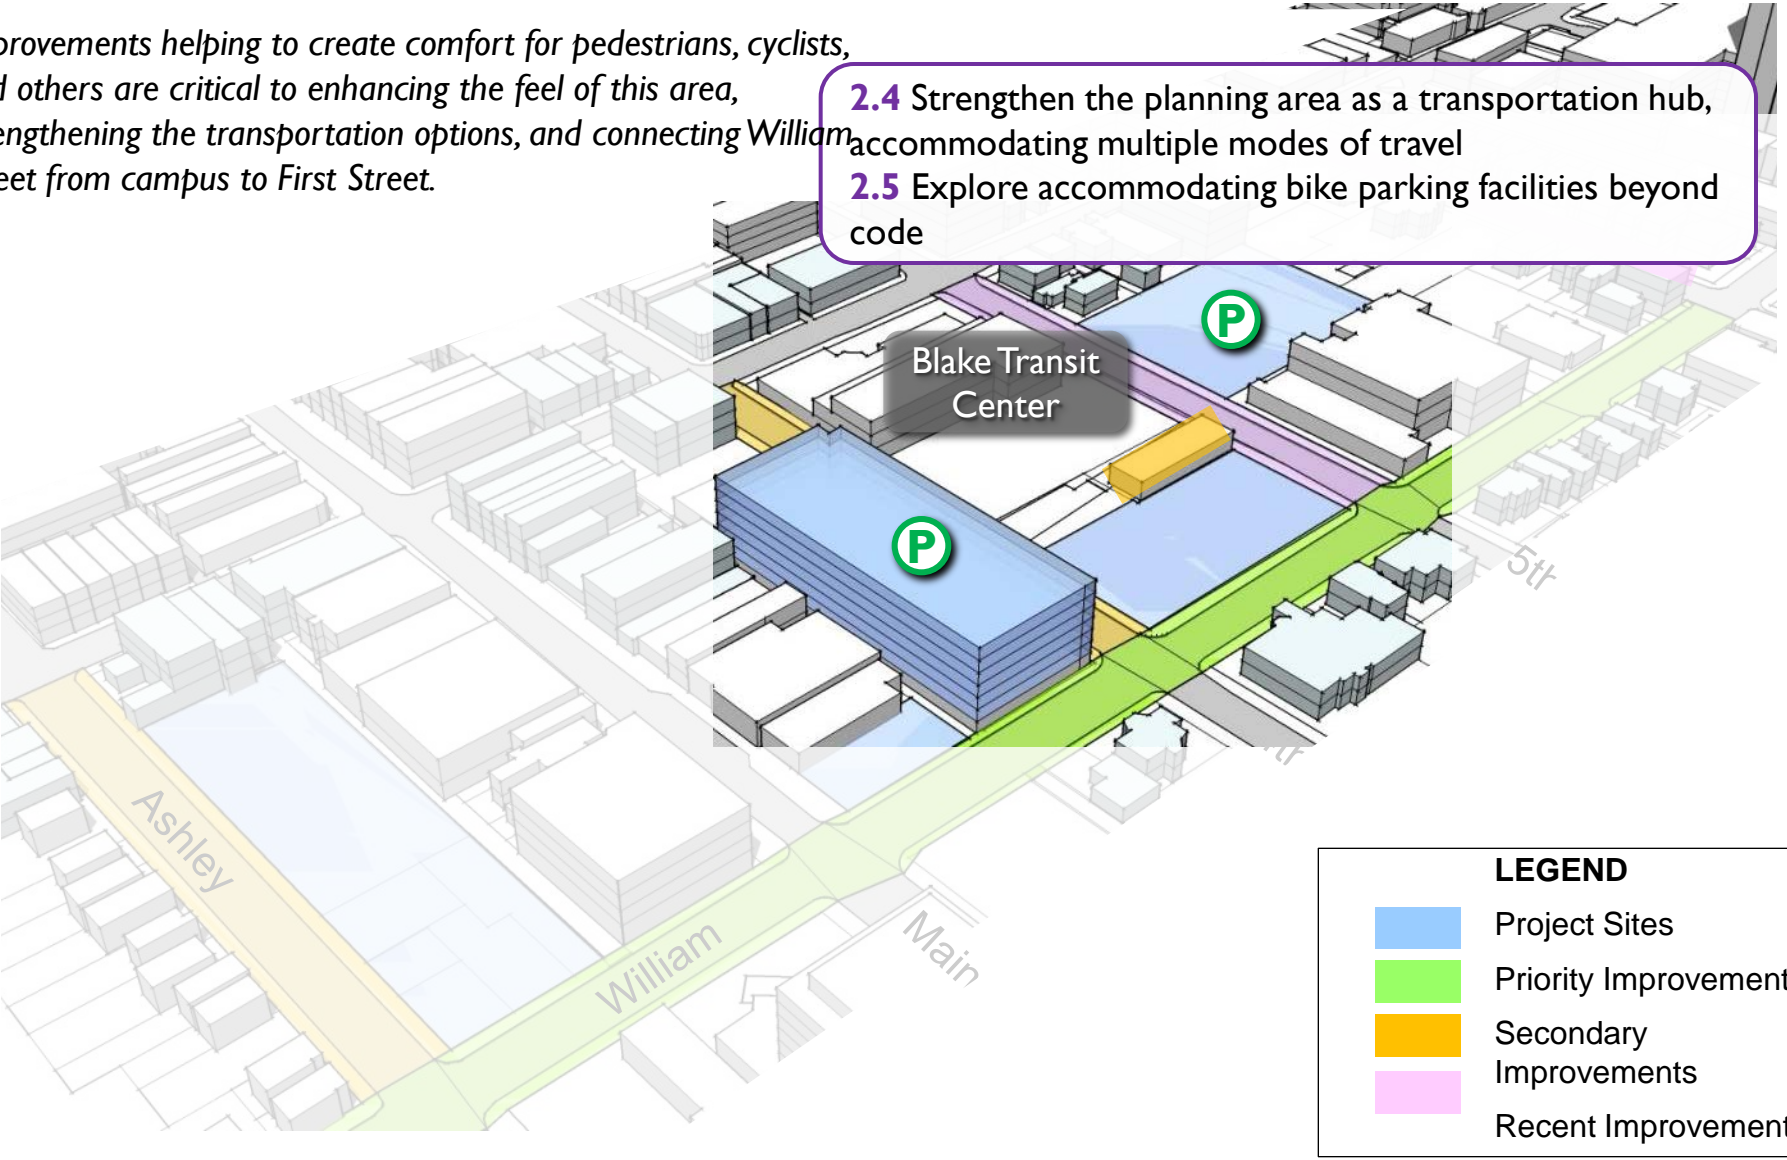 provements helping to create comfort for pedestrians, cyclists,
d others are critical to enhancing the feel of this area,
engthening the transportation options, and connecting William
eet from campus to First Street.
2.4 Strengthen the planning area as a transportation hub,
accommodating multiple modes of travel
2.5 Explore accommodating bike parking facilities beyond
code
P
Blake Transit
Center
P
5th
Ashley
William
Main
LEGEND
Project Sites
Priority Improvement
Secondary
Improvements
Recent Improvement